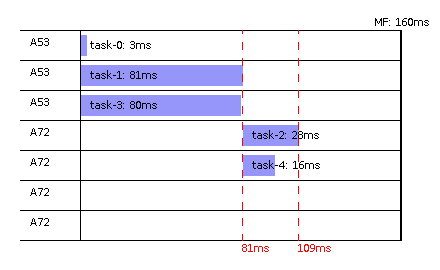 MF: 160ms
A53 task-0: 3ms
A53 task-1: 81ms
A53 task-3: 80ms
A72 task-2: 28ms
A72 task-4: 16ms
A72
A72
81ms 109ms